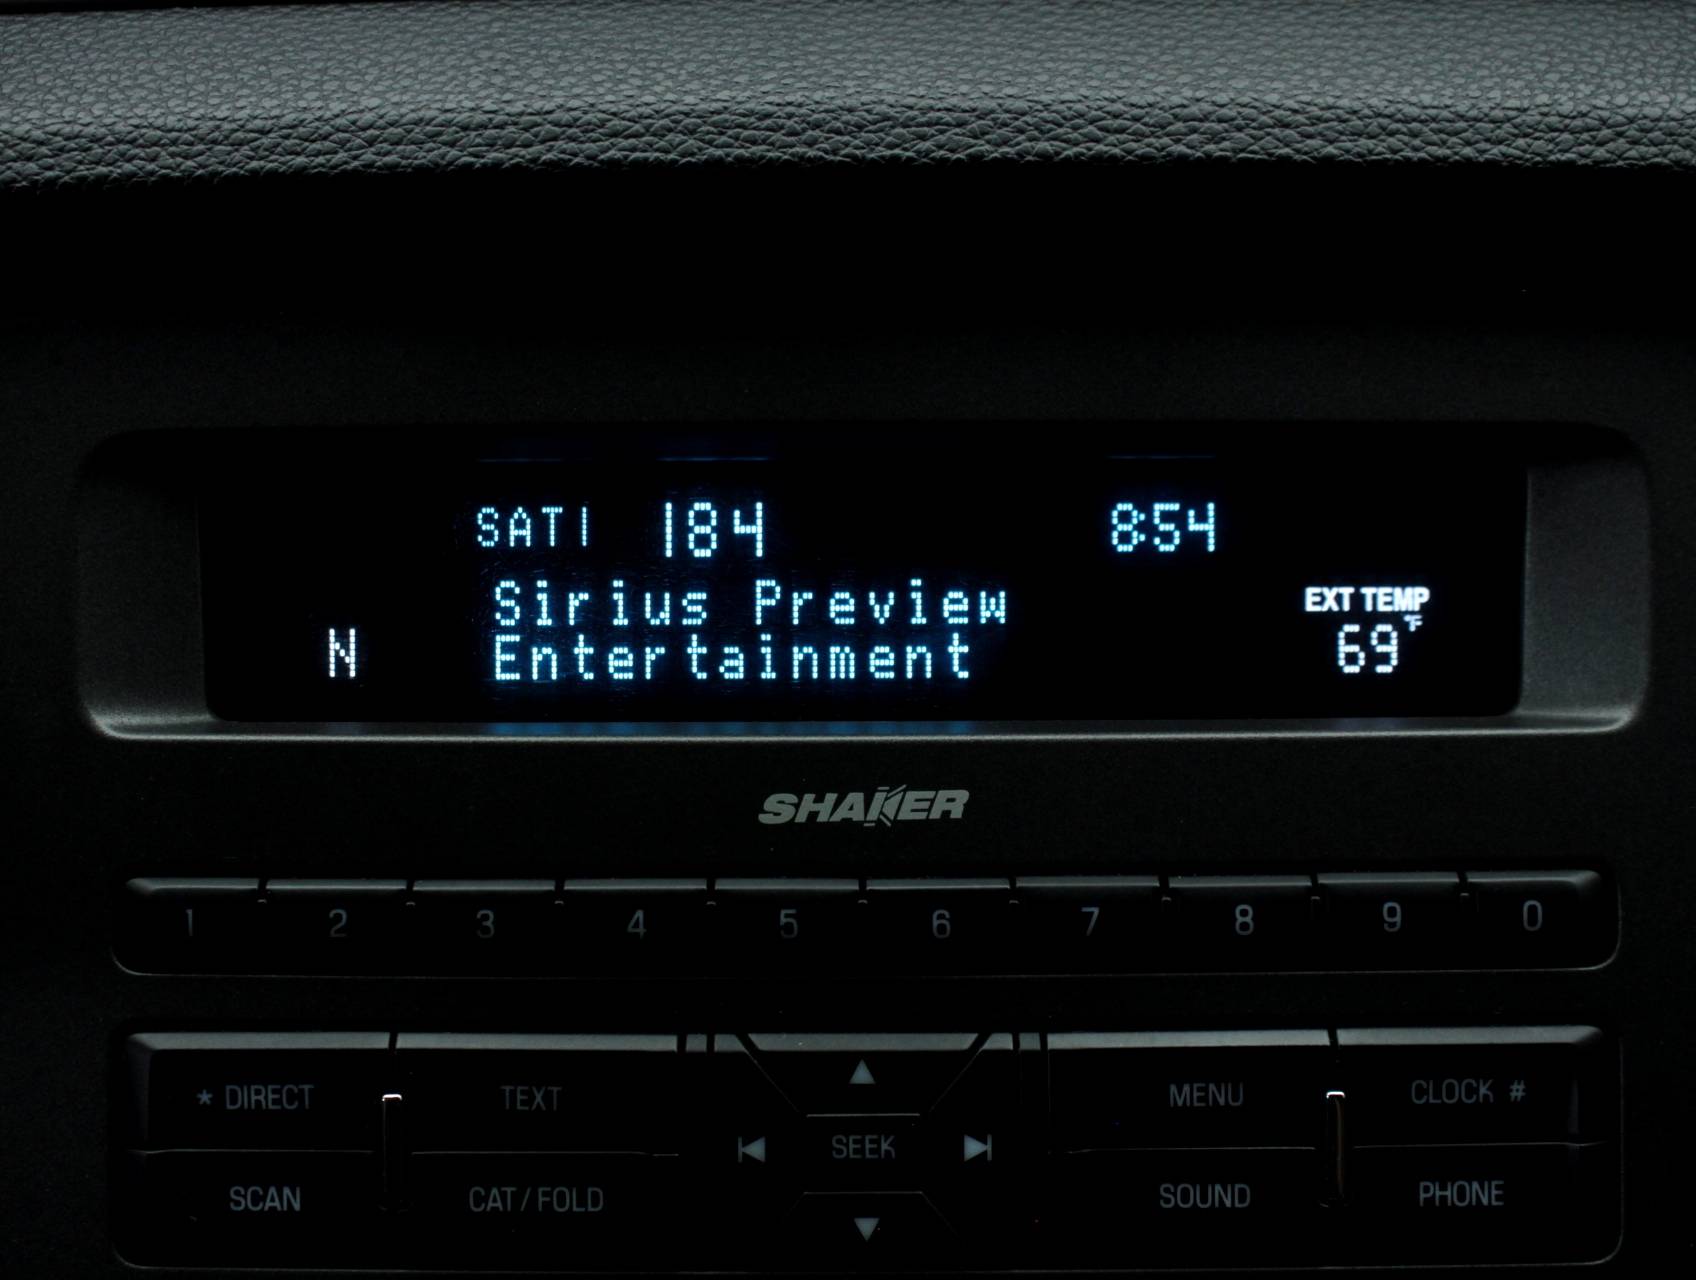 SAT1 184 8:54
Sirius Preview
Entertainment
N
EXT TEMP
69°F
SHAKER
1 2 3 4 5 6 7 8 9 0
* DIRECT TEXT MENU CLOCK #
SEEK
SCAN CAT / FOLD SOUND PHONE